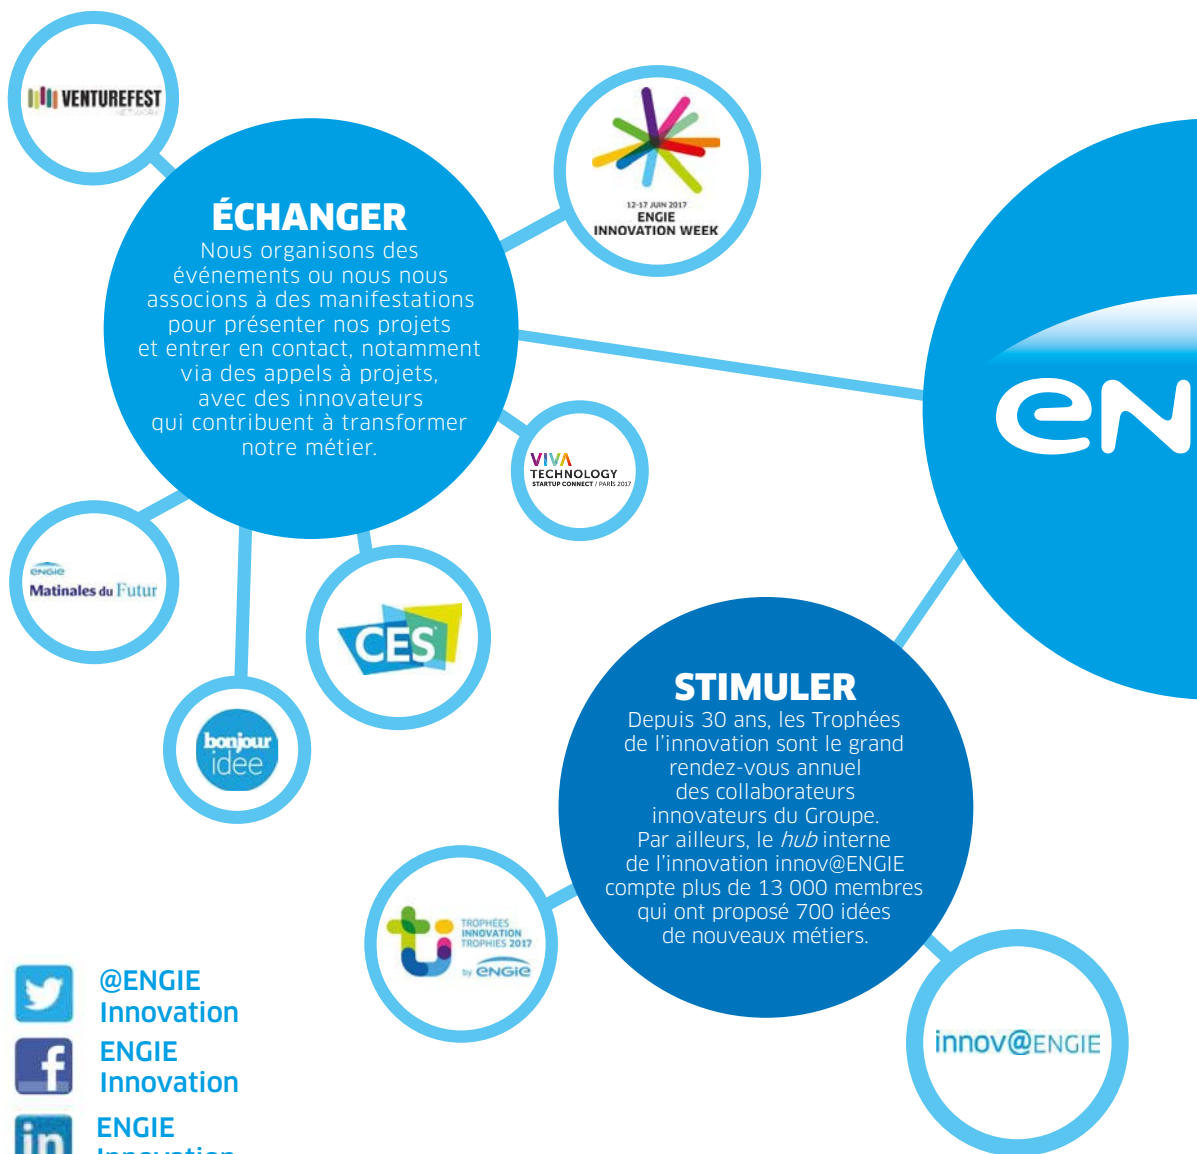 VENTUREFEST
NETWORK
12-17 JUIN 2017
ENGIE
INNOVATION WEEK
ÉCHANGER
Nous organisons des
événements ou nous nous
associons à des manifestations
pour présenter nos projets
et entrer en contact, notamment
via des appels à projets,
avec des innovateurs
qui contribuent à transformer
notre métier.
eN
VIVA
TECHNOLOGY
STARTUP CONNECT / PARIS 2017
ENGIE
Matinales du Futur
CES
bonjour
idee
STIMULER
Depuis 30 ans, les Trophées
de l’innovation sont le grand
rendez-vous annuel
des collaborateurs
innovateurs du Groupe.
Par ailleurs, le hub interne
de l’innovation innov@ENGIE
compte plus de 13 000 membres
qui ont proposé 700 idées
de nouveaux métiers.
ti
TROPHÉES
INNOVATION
TROPHIES 2017
by ENGIE
innov@ENGIE
@ENGIE
Innovation
f
ENGIE
Innovation
in
ENGIE
Innovation